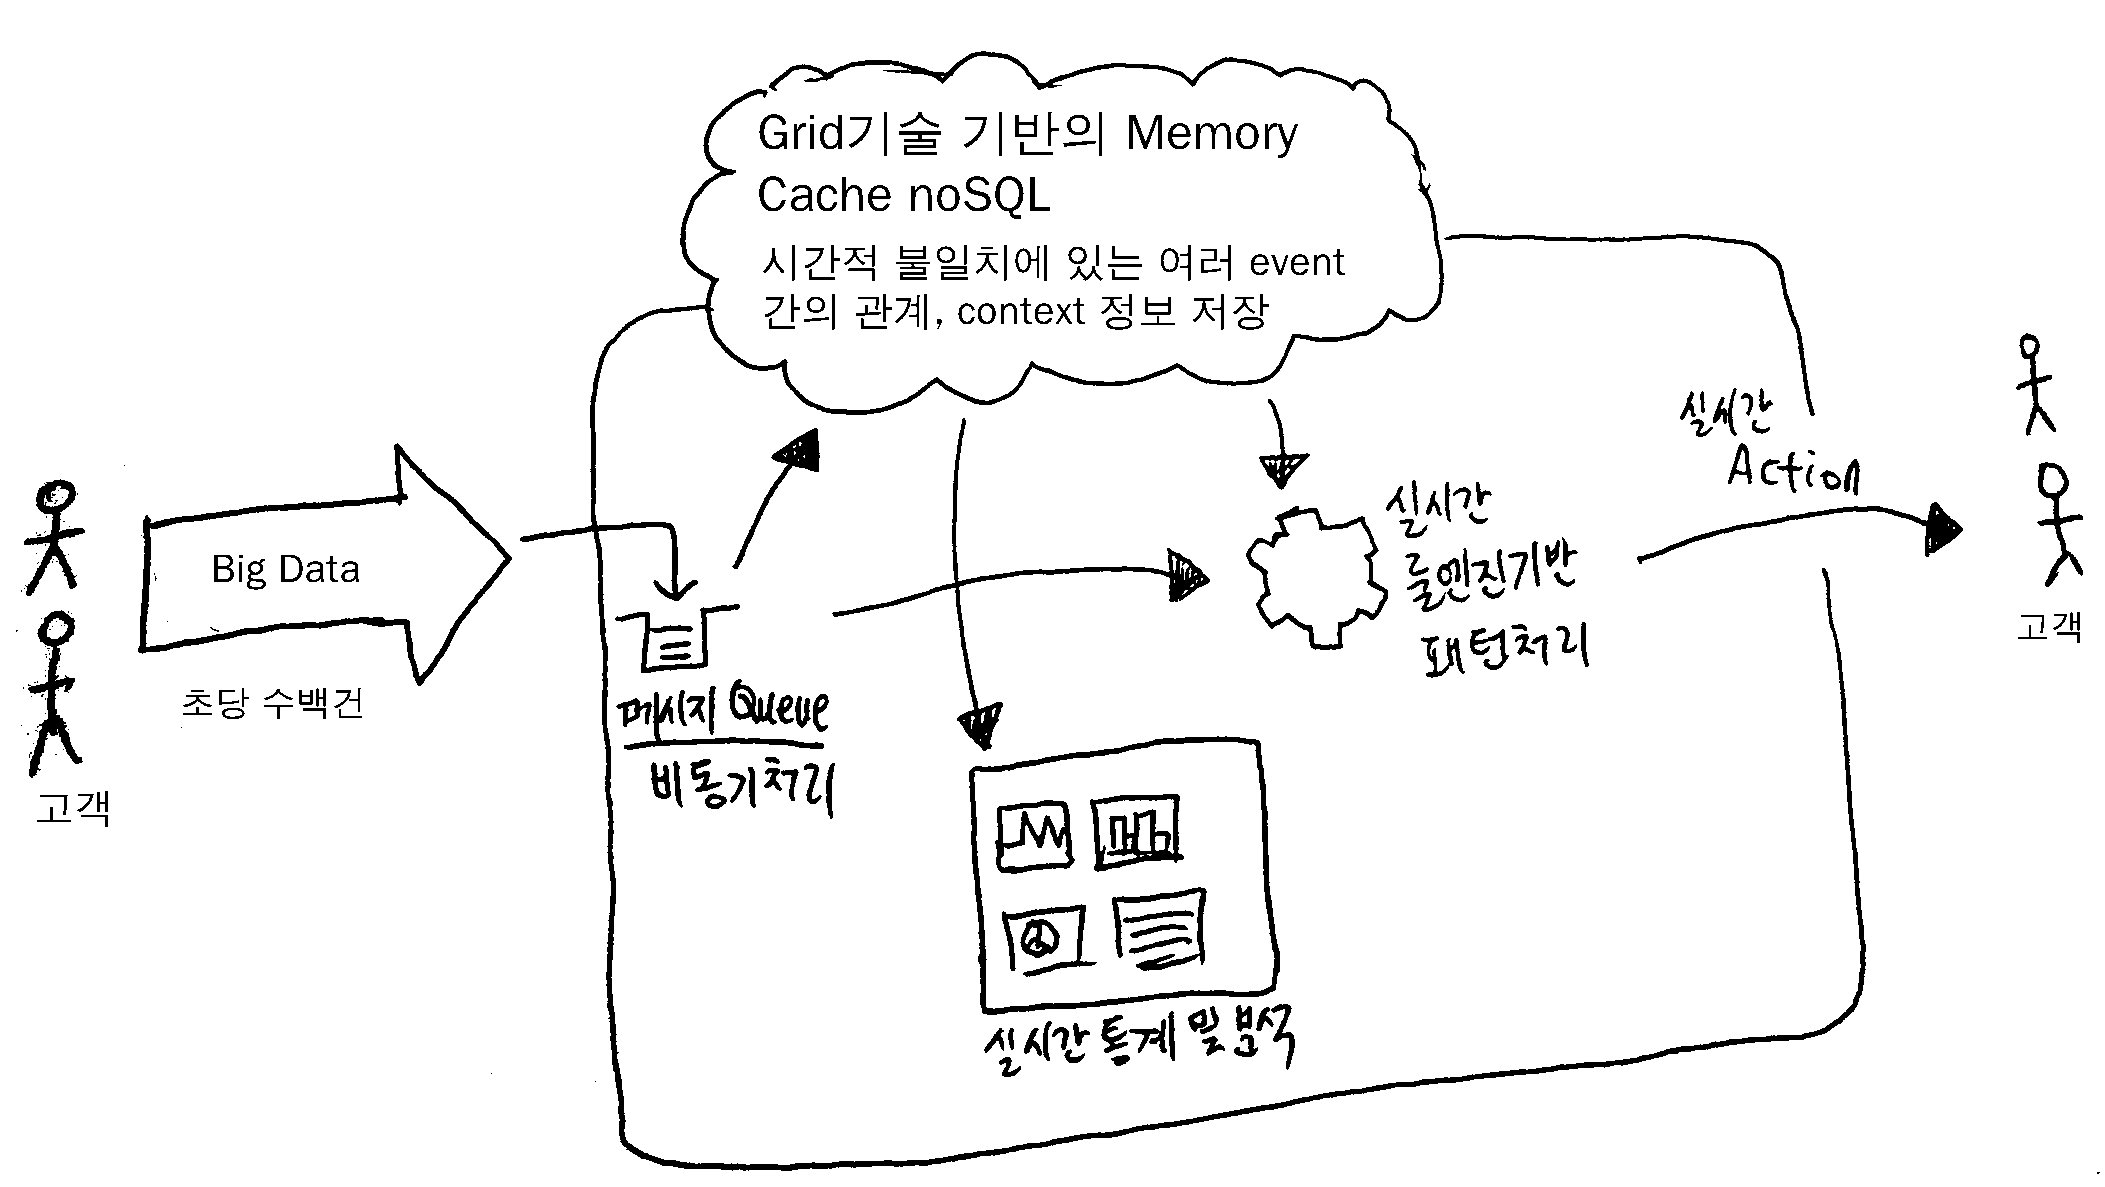 Grid기술 기반의 Memory
Cache noSQL
시간적 불일치에 있는 여러 event
간의 관계, context 정보 저장
Big Data
초당 수백건
고객
메시지 Queue
비동기처리
실시간
룰엔진기반
패턴처리
실시간
Action
고객
실시간 통계 및 분석